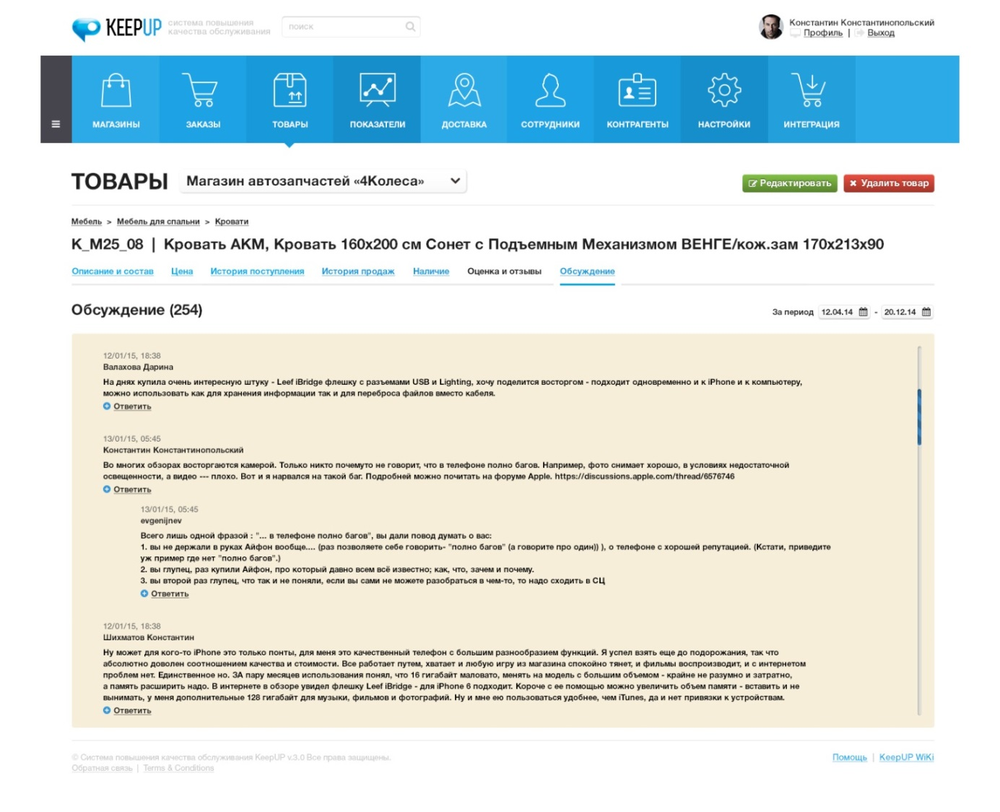 KEEPUP
система повышения
качества обслуживания
поиск
Константин Константинопольский
Профиль | Выход
МАГАЗИНЫ
ЗАКАЗЫ
ТОВАРЫ
ПОКАЗАТЕЛИ
ДОСТАВКА
СОТРУДНИКИ
КОНТРАГЕНТЫ
НАСТРОЙКИ
ИНТЕГРАЦИЯ
ТОВАРЫ
Магазин автозапчастей «4Колеса»
Редактировать
Удалить товар
Мебель > Мебель для спальни > Кровати
К_М25_08 | Кровать АКМ, Кровать 160х200 см Сонет с Подъемным Механизмом ВЕНГЕ/кож.зам 170х213х90
Описание и состав Цена История поступления История продаж Наличие Оценка и отзывы Обсуждение
Обсуждение (254)
За период 12.04.14 - 20.12.14
12/01/15, 18:38
Валахова Дарина
На днях купила очень интересную штуку - Leef iBridge флешку с разъемами USB и Lighting, хочу поделится восторгом - подходит одновременно и к iPhone и к компьютеру,
можно использовать как для хранения информации так и для переброса файлов вместо кабеля.
Ответить
13/01/15, 05:45
Константин Константинопольский
Во многих обзорах восторгаются камерой. Только никто почемуто не говорит, что в телефоне полно багов. Например, фото снимает хорошо, в условиях недостаточной
освещенности, а видео --- плохо. Вот и я нарвался на такой баг. Подробней можно почитать на форуме Apple. https://discussions.apple.com/thread/6576746
Ответить
13/01/15, 05:45
evgenijnev
Всего лишь одной фразой : "... в телефоне полно багов", вы дали повод думать о вас:
1. вы не держали в руках Айфон вообще.... (раз позволяете себе говорить- "полно багов" (а говорите про один)) ), о телефоне с хорошей репутацией. (Кстати, приведите
уж пример где нет "полно багов".)
2. вы глупец, раз купили Айфон, про который давно всем всё известно; как, что, зачем и почему.
3. вы второй раз глупец, что так и не поняли, если вы сами не можете разобраться в чем-то, то надо сходить в СЦ
Ответить
12/01/15, 18:38
Шихматов Константин
Ну может для кого-то iPhone это только понты, для меня это качественный телефон с большим разнообразием функций. Я успел взять еще до подорожания, так что
абсолютно доволен соотношением качества и стоимости. Все работает путем, хватает и любую игру из магазина спокойно тянет, и фильмы воспроизводит, и с интернетом
проблем нет. Единственное но. ЗА пару месяцев использования понял, что 16 гигабайт маловато, менять на модель с большим объемом - крайне не разумно и затратно,
а память расширить надо. В интернете в обзоре увидел флешку Leef iBridge - для iPhone 6 подходит. Короче с ее помощью можно увеличить объем памяти - вставить и не
вынимать, у меня дополнительные 128 гигабайт для музыки, фильмов и фотографий. Ну и мне ею пользоваться удобнее, чем iTunes, да и нет привязки к устройствам.
Ответить
© Система повышения качества обслуживания KeepUP v.3.0 Все права защищены.
Обратная связь | Terms & Conditions
Помощь | KeepUP WiKi